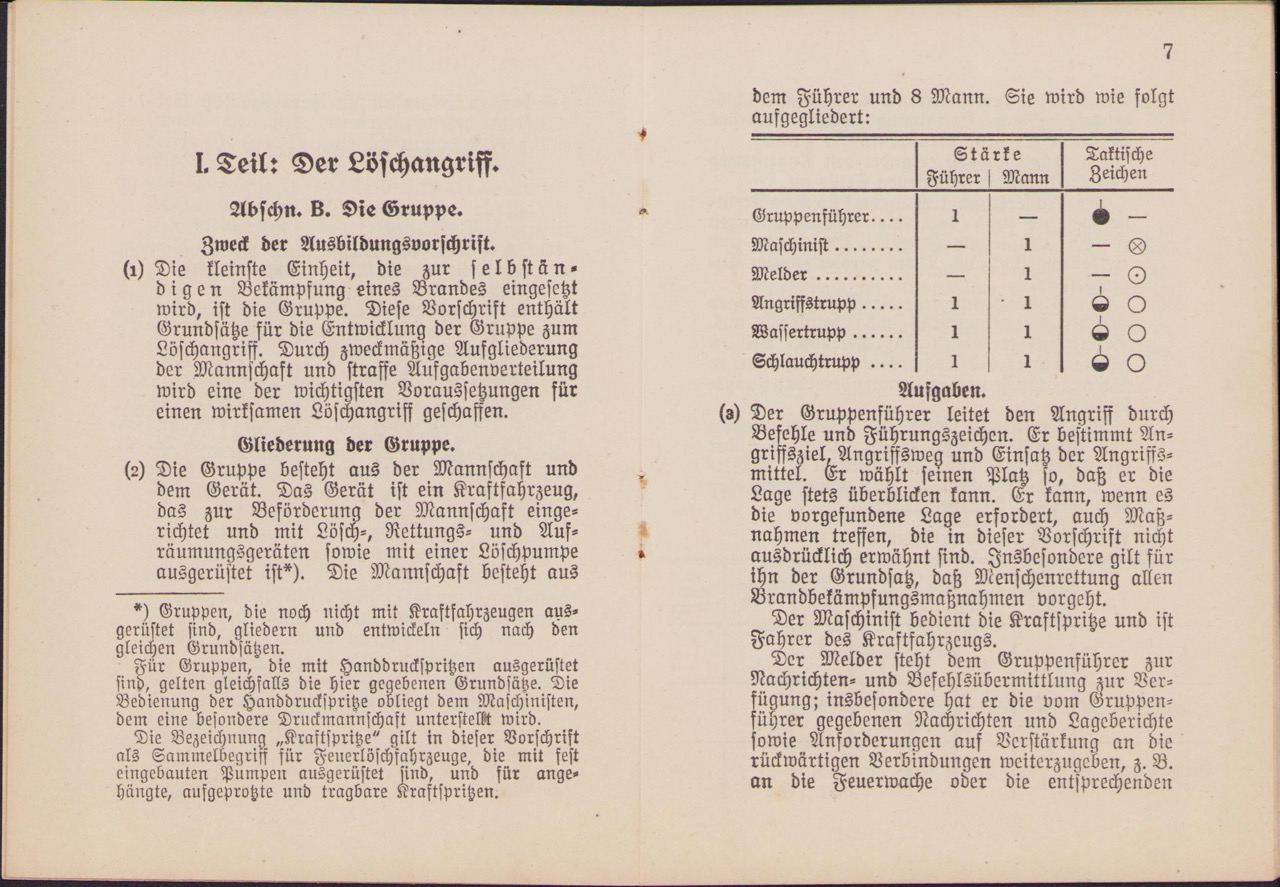 I. Teil: Der Löschangriff.
Abschn. B. Die Gruppe.
Zweck der Ausbildungsvorschrift.
(1) Die kleinste Einheit, die zur selbstän-
digen Bekämpfung eines Brandes eingesetzt
wird, ist die Gruppe. Diese Vorschrift enthält
Grundsätze für die Entwicklung der Gruppe zum
Löschangriff. Durch zweckmäßige Aufgliederung
der Mannschaft und straffe Aufgabenverteilung
wird eine der wichtigsten Voraussetzungen für
einen wirksamen Löschangriff geschaffen.
Gliederung der Gruppe.
(2) Die Gruppe besteht aus der Mannschaft und
dem Gerät. Das Gerät ist ein Kraftfahrzeug,
das zur Beförderung der Mannschaft einge-
richtet und mit Lösch-, Rettungs- und Auf-
räumungsgeräten sowie mit einer Löschpumpe
ausgerüstet ist*). Die Mannschaft besteht aus
*) Gruppen, die noch nicht mit Kraftfahrzeugen aus-
gerüstet sind, gliedern und entwickeln sich nach den
gleichen Grundsätzen.
Für Gruppen, die mit Handdruckspritzen ausgerüstet
sind, gelten gleichfalls die hier gegebenen Grundsätze. Die
Bedienung der Handdruckspritze obliegt dem Maschinisten,
dem eine besondere Druckmannschaft unterstellt wird.
Die Bezeichnung „Kraftspritze“ gilt in dieser Vorschrift
als Sammelbegriff für Feuerlöschfahrzeuge, die mit fest
eingebauten Pumpen ausgerüstet sind, und für ange-
hängte, aufgeprotzte und tragbare Kraftspritzen.
7
dem Führer und 8 Mann. Sie wird wie folgt
aufgegliedert:
Stärke Taktische
Führer | Mann Zeichen
Gruppenführer.... 1 — —
Maschinist ........ — 1 —
Melder .......... — 1 —
Angriffstrupp ..... 1 1
Wassertrupp ...... 1 1
Schlauchtrupp .... 1 1
Aufgaben.
(3) Der Gruppenführer leitet den Angriff durch
Befehle und Führungszeichen. Er bestimmt An-
griffsziel, Angriffsweg und Einsatz der Angriffs-
mittel. Er wählt seinen Platz so, daß er die
Lage stets überblicken kann. Er kann, wenn es
die vorgefundene Lage erfordert, auch Maß-
nahmen treffen, die in dieser Vorschrift nicht
ausdrücklich erwähnt sind. Insbesondere gilt für
ihn der Grundsatz, daß Menschenrettung allen
Brandbekämpfungsmaßnahmen vorgeht.
Der Maschinist bedient die Kraftspritze und ist
Fahrer des Kraftfahrzeugs.
Der Melder steht dem Gruppenführer zur
Nachrichten- und Befehlsübermittlung zur Ver-
fügung; insbesondere hat er die vom Gruppen-
führer gegebenen Nachrichten und Lageberichte
sowie Anforderungen auf Verstärkung an die
rückwärtigen Verbindungen weiterzugeben, z. B.
an die Feuerwache oder die entsprechenden